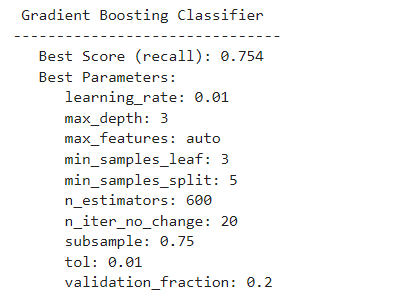 Gradient Boosting Classifier
-------------------------------
Best Score (recall): 0.754
Best Parameters:
learning_rate: 0.01
max_depth: 3
max_features: auto
min_samples_leaf: 3
min_samples_split: 5
n_estimators: 600
n_iter_no_change: 20
subsample: 0.75
tol: 0.01
validation_fraction: 0.2